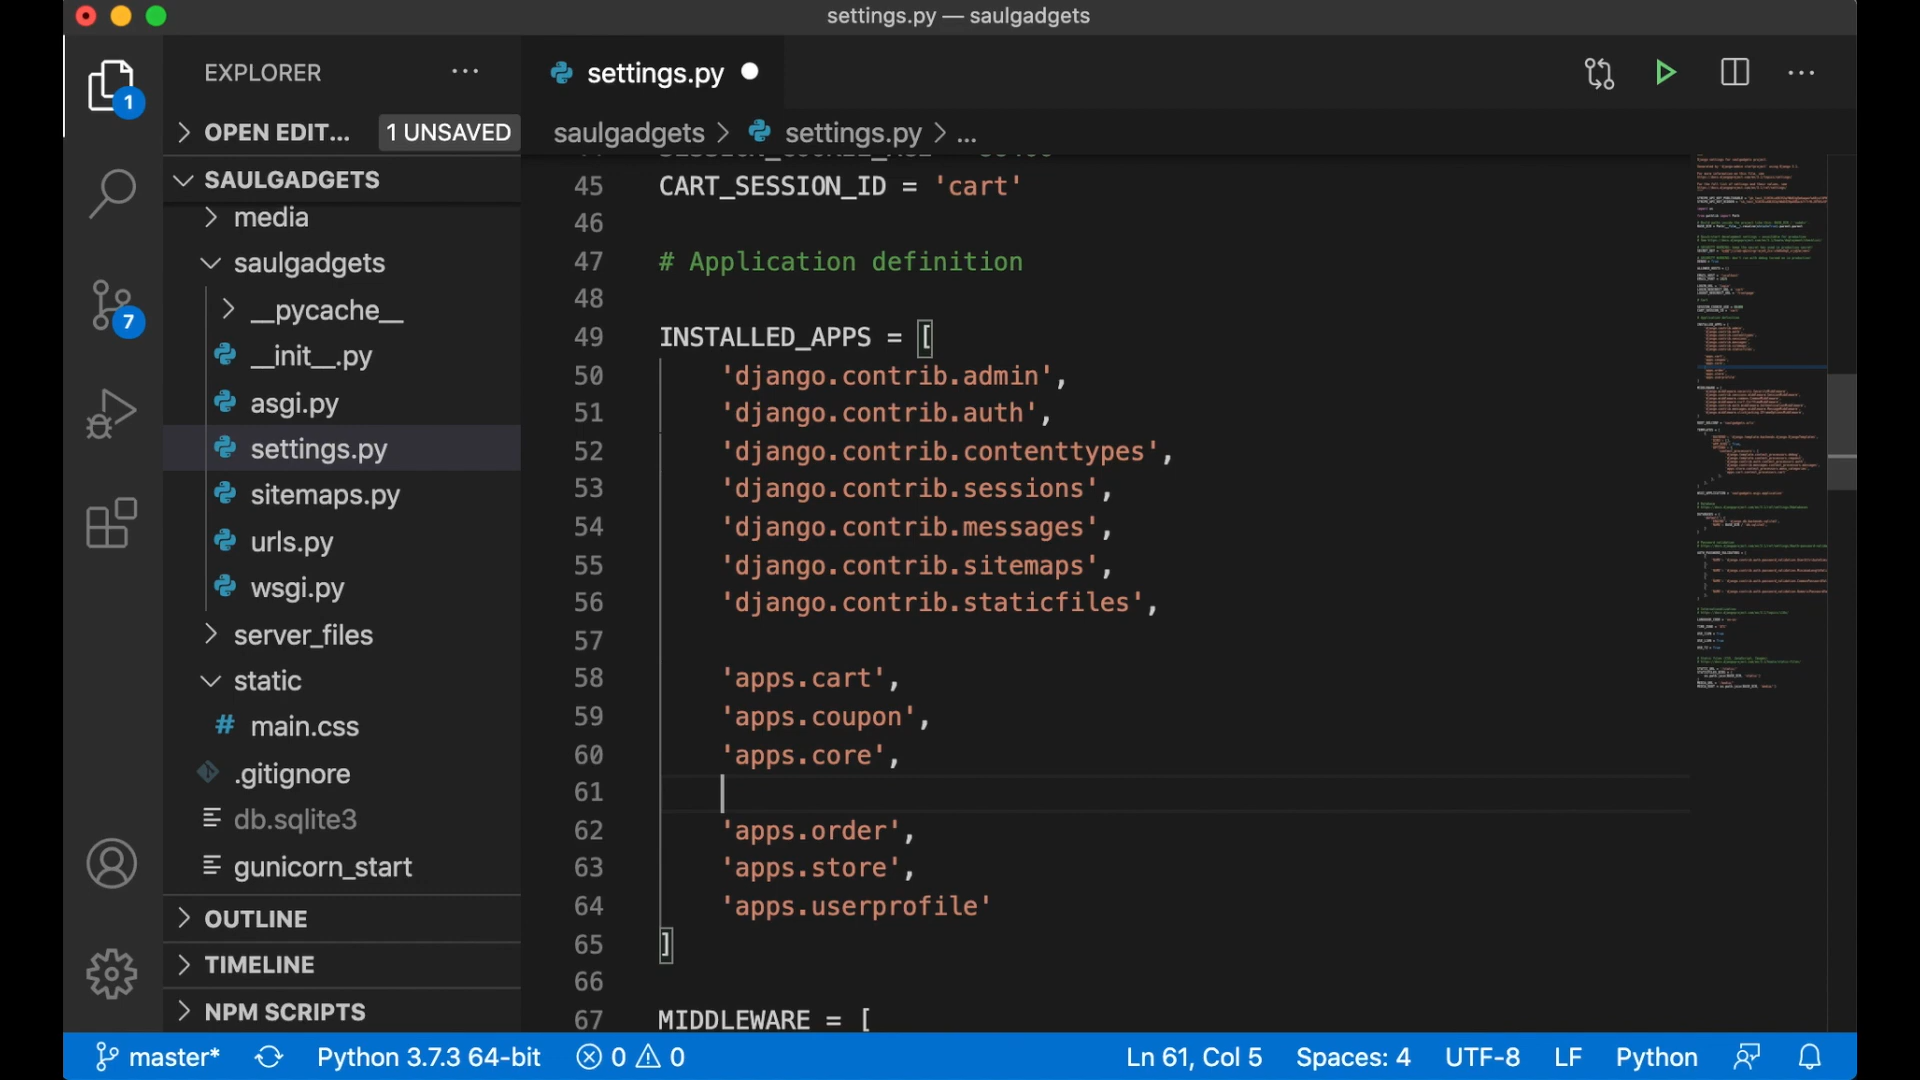 settings.py — saulgadgets
EXPLORER
settings.py
1
OPEN EDIT...
1 UNSAVED
saulgadgets > settings.py > ...
SAULGADGETS
media
saulgadgets
__pycache__
__init__.py
asgi.py
settings.py
sitemaps.py
urls.py
wsgi.py
server_files
static
# main.css
.gitignore
db.sqlite3
gunicorn_start
OUTLINE
TIMELINE
NPM SCRIPTS
7
45 CART_SESSION_ID = 'cart'
46
47 # Application definition
48
49 INSTALLED_APPS = [
50 'django.contrib.admin',
51 'django.contrib.auth',
52 'django.contrib.contenttypes',
53 'django.contrib.sessions',
54 'django.contrib.messages',
55 'django.contrib.sitemaps',
56 'django.contrib.staticfiles',
57
58 'apps.cart',
59 'apps.coupon',
60 'apps.core',
61
62 'apps.order',
63 'apps.store',
64 'apps.userprofile'
65 ]
66
67 MIDDLEWARE = [
master* Python 3.7.3 64-bit 0 0 Ln 61, Col 5 Spaces: 4 UTF-8 LF Python